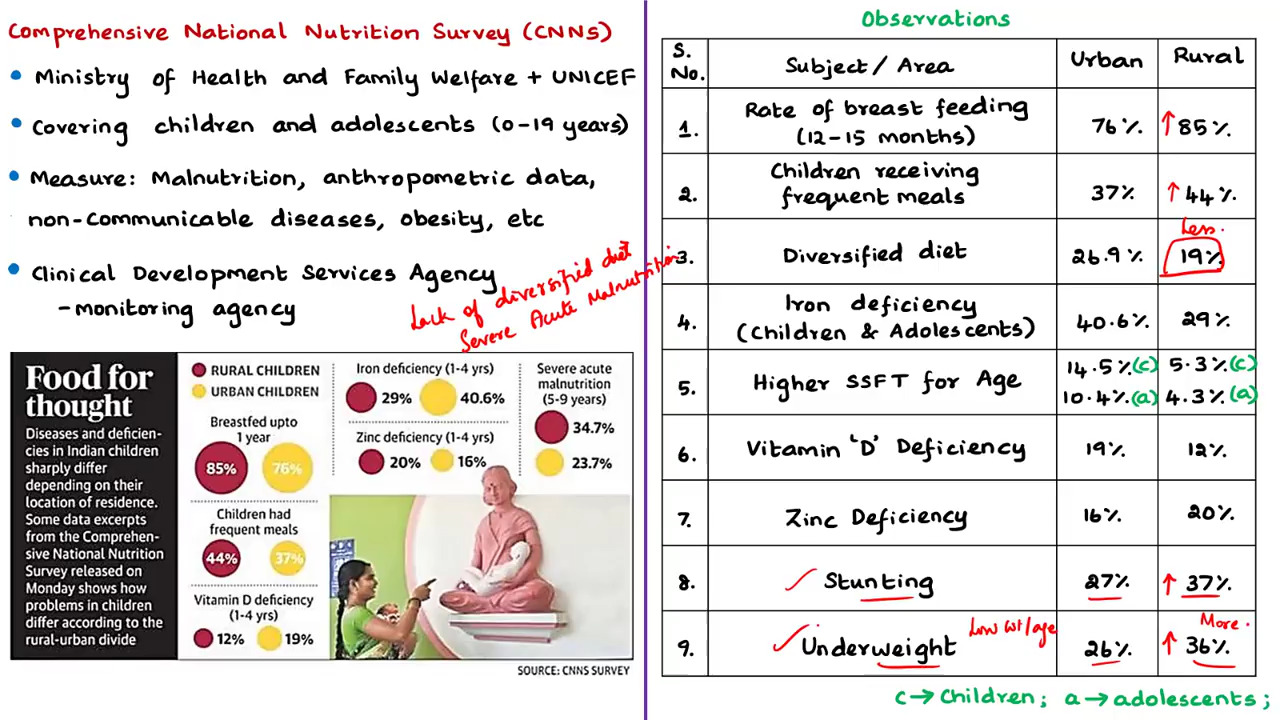 Comprehensive National Nutrition Survey (CNNS)
• Ministry of Health and Family Welfare + UNICEF
• Covering children and adolescents (0-19 years)
• Measure: Malnutrition, anthropometric data,
non-communicable diseases, obesity, etc
• Clinical Development Services Agency
- monitoring agency
Lack of diversified diet
Severe Acute Malnutrition
Food for
thought
Diseases and deficien-
cies in Indian children
sharply differ
depending on their
location of residence.
Some data excerpts
from the Comprehen-
sive National Nutrition
Survey released on
Monday shows how
problems in children
differ according to the
rural-urban divide
RURAL CHILDREN
URBAN CHILDREN
Breastfed upto
1 year
85% 76%
Children had
frequent meals
44% 37%
Vitamin D deficiency
(1-4 yrs)
12% 19%
Iron deficiency (1-4 yrs)
29% 40.6%
Zinc deficiency (1-4 yrs)
20% 16%
Severe acute
malnutrition
(5-9 years)
34.7%
23.7%
SOURCE: CNNS SURVEY
Observations
S. No. Subject / Area Urban Rural
1. Rate of breast feeding (12-15 months) 76% ↑ 85%
2. Children receiving frequent meals 37% ↑ 44%
Less.
3. Diversified diet 26.9% 19%
4. Iron deficiency (Children & Adolescents) 40.6% 29%
5. Higher SSFT for Age 14.5% (c) 5.3% (c)
10.4% (a) 4.3% (a)
6. Vitamin 'D' Deficiency 19% 12%
7. Zinc Deficiency 16% 20%
8. Stunting 27% ↑ 37%
More.
9. Underweight Low wt/age 26% ↑ 36%
c → Children; a → adolescents;